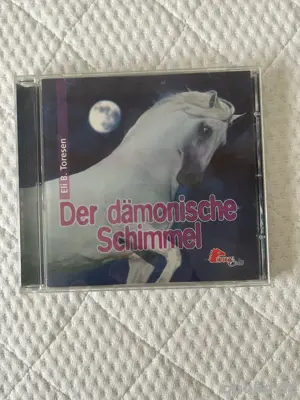 Eli B. Toresen
Der dämonische
Schimmel